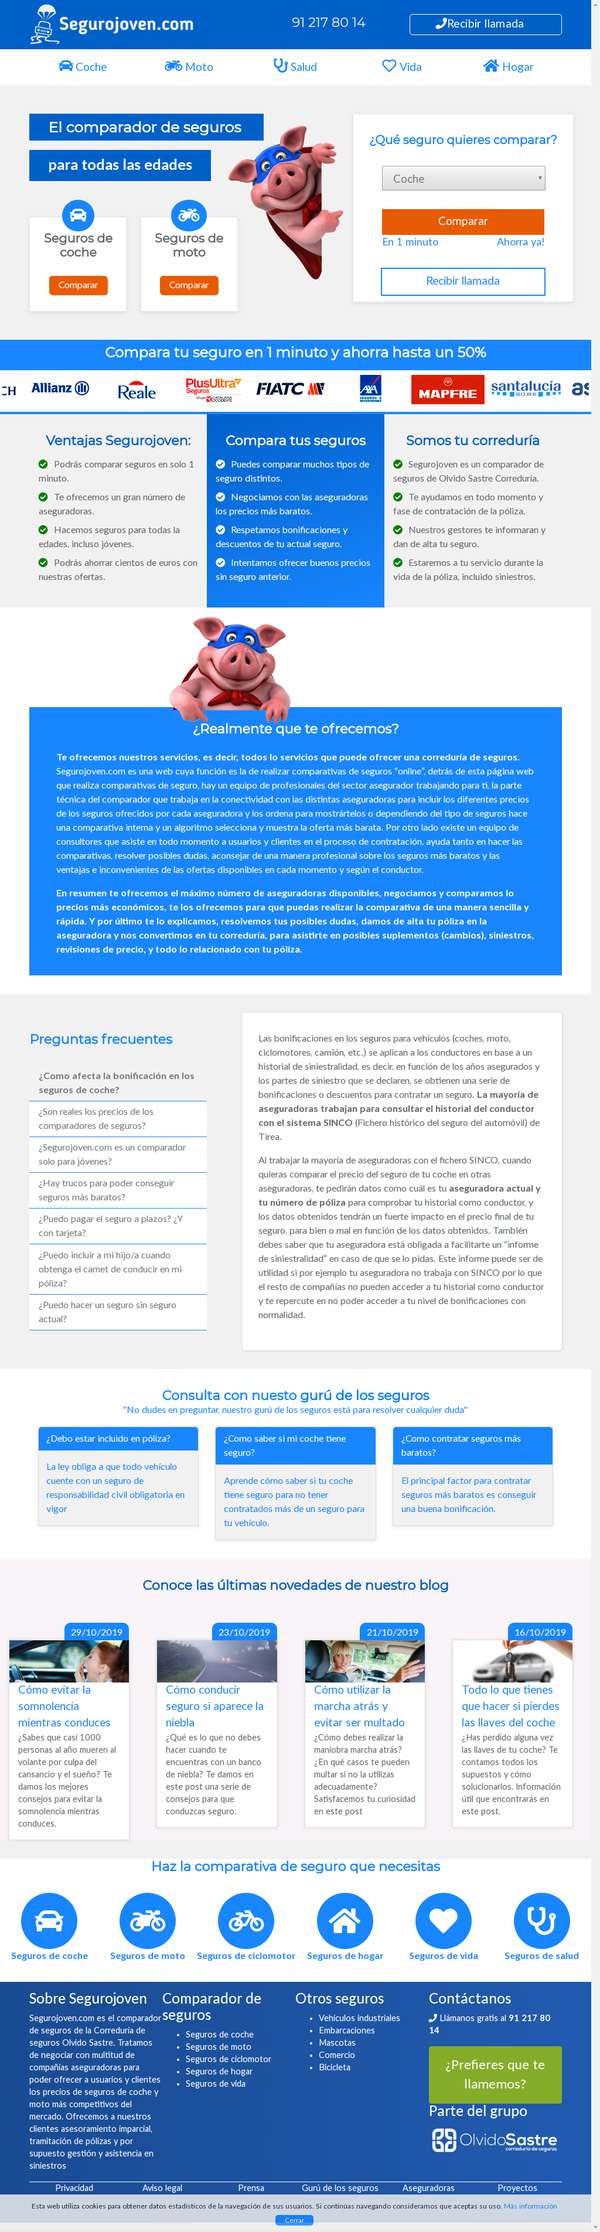 Segurojoven.com
91 217 80 14
Recibir llamada
Coche
Moto
Salud
Vida
Hogar
El comparador de seguros
para todas las edades
Seguros de
coche
Comparar
Seguros de
moto
Comparar
¿Qué seguro quieres comparar?
Coche
Comparar
En 1 minuto
Ahorra ya!
Recibir llamada
Compara tu seguro en 1 minuto y ahorra hasta un 50%
CH
Allianz
Reale
PlusUltra
Seguros
FIATC
AXA
MAPFRE
santalucía
SEGUROS
as
Ventajas Segurojoven:
Podrás comparar seguros en solo 1
minuto.
Te ofrecemos un gran número de
aseguradoras.
Hacemos seguros para todas la
edades, incluso jóvenes.
Podrás ahorrar cientos de euros con
nuestras ofertas.
Compara tus seguros
Puedes comparar muchos tipos de
seguro distintos.
Negociamos con las aseguradoras
los precios más baratos.
Respetamos bonificaciones y
descuentos de tu actual seguro.
Intentamos ofrecer buenos precios
sin seguro anterior.
Somos tu correduría
Segurojoven es un comparador de
seguros de Olvido Sastre Correduría.
Te ayudamos en todo momento y
fase de contratación de la póliza.
Nuestros gestores te informaran y
dan de alta tu seguro.
Estaremos a tu servicio durante la
vida de la póliza, incluido siniestros.
¿Realmente que te ofrecemos?
Te ofrecemos nuestros servicios, es decir, todos lo servicios que puede ofrecer una correduría de seguros.
Segurojoven.com es una web cuya función es la de realizar comparativas de seguros "online", detrás de esta página web
que realiza comparativas de seguro, hay un equipo de profesionales del sector asegurador trabajando para ti, la parte
técnica del comparador que trabaja en la conectividad con las distintas aseguradoras para incluir los diferentes precios
de los seguros ofrecidos por cada aseguradora y los ordena para mostrártelos o dependiendo del tipo de seguros hace
una comparativa interna y un algoritmo selecciona y muestra la oferta más barata. Por otro lado existe un equipo de
consultores que asiste en todo momento a usuarios y clientes en el proceso de contratación, ayuda tanto en hacer las
comparativas, resolver posibles dudas, aconsejar de una manera profesional sobre los seguros más baratos y las
ventajas e inconvenientes de las ofertas disponibles en cada momento y según el conductor.
En resumen te ofrecemos el máximo número de aseguradoras disponibles, negociamos y comparamos lo
precios más económicos, te los ofrecemos para que puedas realizar la comparativa de una manera sencilla y
rápida. Y por último te lo explicamos, resolvemos tus posibles dudas, damos de alta tu póliza en la
aseguradora y nos convertimos en tu correduría, para asistirte en posibles suplementos (cambios), siniestros,
revisiones de precio, y todo lo relacionado con tu póliza.
Preguntas frecuentes
¿Como afecta la bonificación en los
seguros de coche?
¿Son reales los precios de los
comparadores de seguros?
¿Segurojoven.com es un comparador
solo para jóvenes?
¿Hay trucos para poder conseguir
seguros más baratos?
¿Puedo pagar el seguro a plazos? ¿Y
con tarjeta?
¿Puedo incluir a mi hijo/a cuando
obtenga el carnet de conducir en mi
póliza?
¿Puedo hacer un seguro sin seguro
actual?
Las bonificaciones en los seguros para vehículos (coches, moto,
ciclomotores, camión, etc.) se aplican a los conductores en base a un
historial de siniestralidad, es decir, en función de los años asegurados y
los partes de siniestro que se declaren, se obtienen una serie de
bonificaciones o descuentos para contratar un seguro. La mayoría de
aseguradoras trabajan para consultar el historial del conductor
con el sistema SINCO (Fichero histórico del seguro del automóvil) de
Tirea.
Al trabajar la mayoría de aseguradoras con el fichero SINCO, cuando
quieras comparar el precio del seguro de tu coche en otras
aseguradoras, te pedirán datos como cuál es tu aseguradora actual y
tu número de póliza para comprobar tu historial como conductor, y
los datos obtenidos tendrán un fuerte impacto en el precio final de tu
seguro, para bien o mal en función de los datos obtenidos. También
debes saber que tu aseguradora está obligada a facilitarte un "informe
de siniestralidad" en caso de que se lo pidas. Este informe puede ser de
utilidad si por ejemplo tu aseguradora no trabaja con SINCO por lo que
el resto de compañías no pueden acceder a tu historial como conductor
y te repercute en no poder acceder a tu nivel de bonificaciones con
normalidad.
Consulta con nuesto gurú de los seguros
"No dudes en preguntar, nuestro gurú de los seguros está para resolver cualquier duda"
¿Debo estar incluido en póliza?
La ley obliga a que todo vehículo
cuente con un seguro de
responsabilidad civil obligatoria en
vigor
¿Como saber si mi coche tiene
seguro?
Aprende cómo saber si tu coche
tiene seguro para no tener
contratados más de un seguro para
tu vehículo.
¿Como contratar seguros más
baratos?
El principal factor para contratar
seguros más baratos es conseguir
una buena bonificación.
Conoce las últimas novedades de nuestro blog
29/10/2019
Cómo evitar la
somnolencia
mientras conduces
¿Sabes que casi 1000
personas al año mueren al
volante por culpa del
cansancio y el sueño? Te
damos los mejores
consejos para evitar la
somnolencia mientras
conduces.
23/10/2019
Cómo conducir
seguro si aparece la
niebla
¿Qué es lo que no debes
hacer cuando te
encuentras con un banco
de niebla? Te damos en
este post una serie de
consejos para que
conduzcas seguro.
21/10/2019
Cómo utilizar la
marcha atrás y
evitar ser multado
¿Cómo debes realizar la
maniobra marcha atrás?
¿En qué casos te pueden
multar si no la utilizas
adecuadamente?
Satisfacemos tu curiosidad
en este post
16/10/2019
Todo lo que tienes
que hacer si pierdes
las llaves del coche
¿Has perdido alguna vez
las llaves de tu coche? Te
contamos todos los
supuestos y cómo
solucionarlos. Información
útil que encontrarás en
este post.
Haz la comparativa de seguro que necesitas
Seguros de coche
Seguros de moto
Seguros de ciclomotor
Seguros de hogar
Seguros de vida
Seguros de salud
Sobre Segurojoven
Segurojoven.com es el comparador
de seguros de la Correduría de
seguros Olvido Sastre. Tratamos
de negociar con multitud de
compañías aseguradoras para
poder ofrecer a usuarios y clientes
los precios de seguros de coche y
moto más competitivos del
mercado. Ofrecemos a nuestros
clientes asesoramiento imparcial,
tramitación de pólizas y por
supuesto gestión y asistencia en
siniestros
Comparador de
seguros
Seguros de coche
Seguros de moto
Seguros de ciclomotor
Seguros de hogar
Seguros de vida
Otros seguros
Vehículos industriales
Embarcaciones
Mascotas
Comercio
Bicicleta
Contáctanos
Llámanos gratis al 91 217 80
14
¿Prefieres que te
llamemos?
Parte del grupo
OlvidoSastre
correduría de seguros
Privacidad
Aviso legal
Prensa
Gurú de los seguros
Aseguradoras
Proyectos
Esta web utiliza cookies para obtener datos estadísticos de la navegación de sus usuarios. Si continúas navegando consideramos que aceptas su uso. Más información
Cerrar